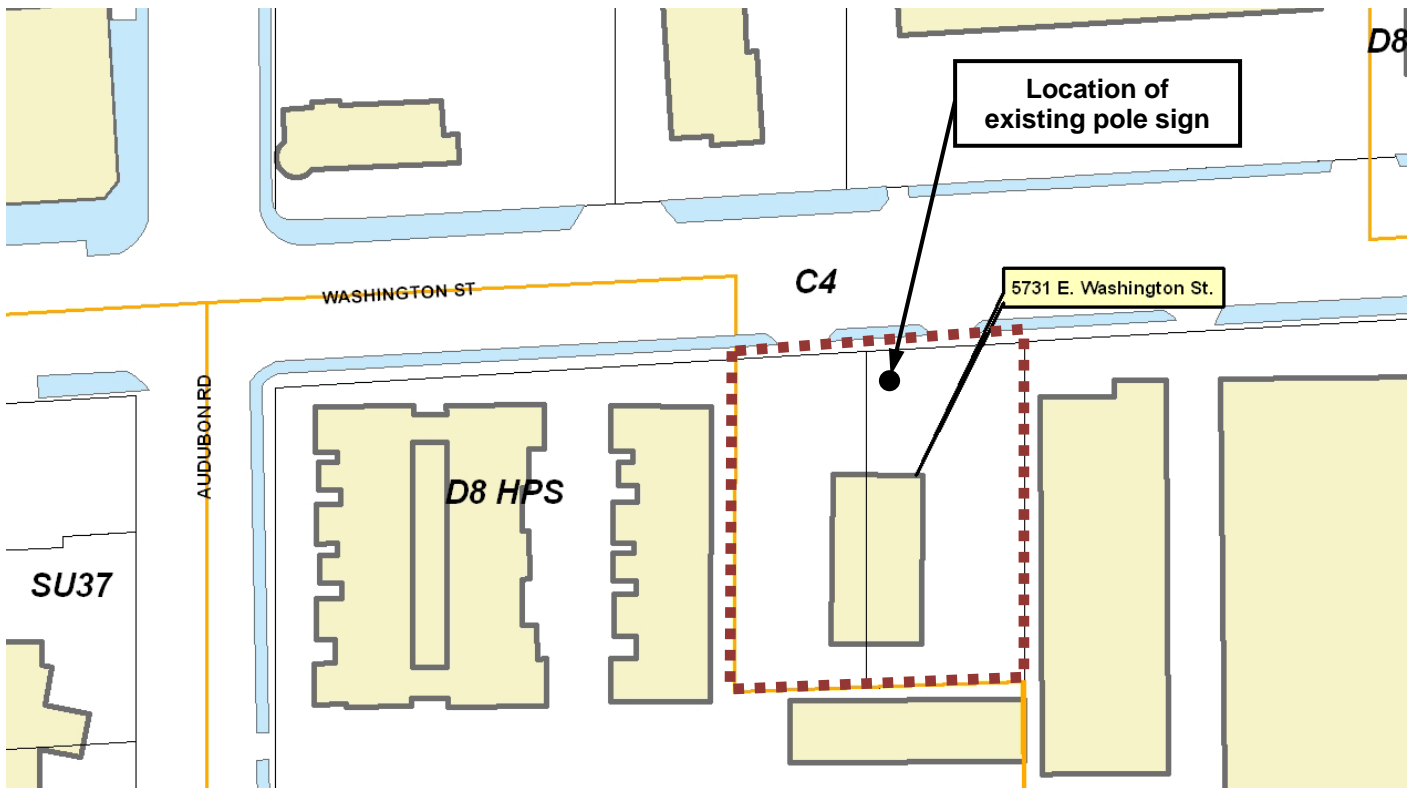 D8
Location of
existing pole sign
C4
5731 E. Washington St.
WASHINGTON ST
AUDUBON RD
D8 HPS
SU37